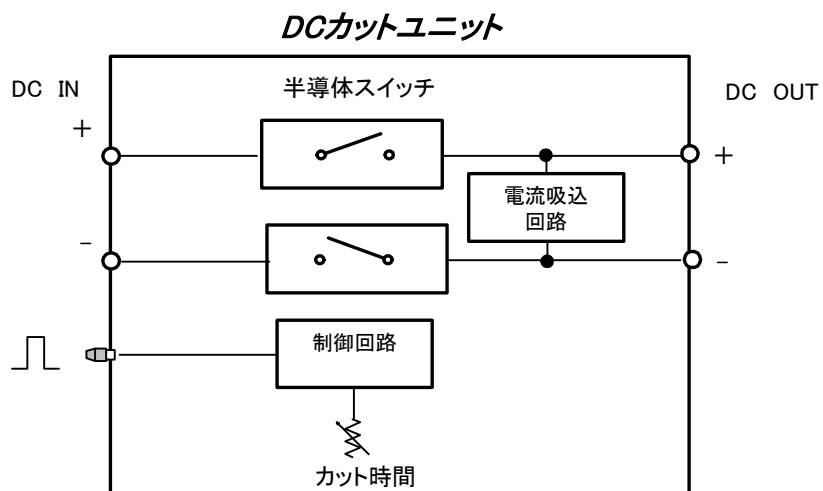 DCカットユニット
DC IN
半導体スイッチ
DC OUT
+
+
電流吸込
回路
−
−
制御回路
カット時間